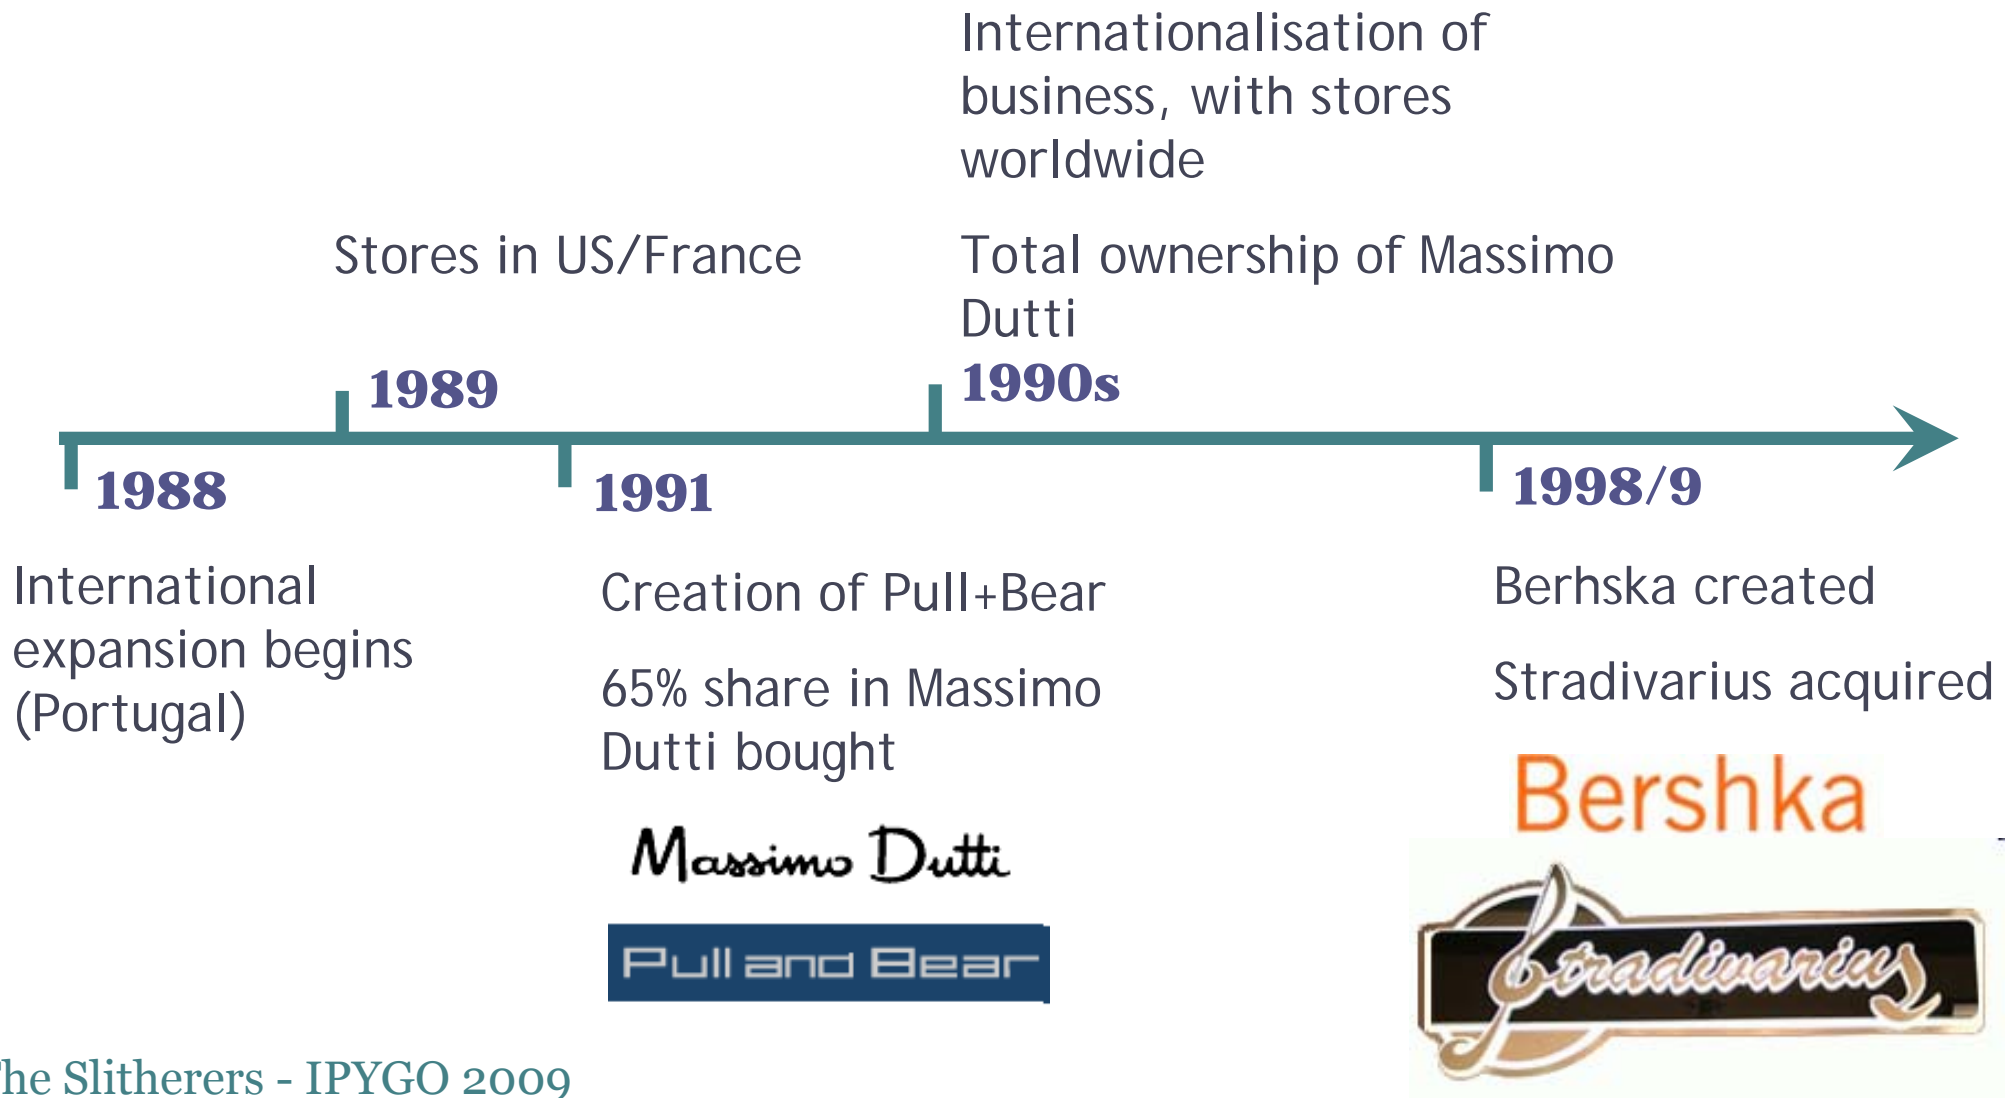 Internationalisation of
business, with stores
worldwide
Stores in US/France
Total ownership of Massimo
Dutti
1989
1990s
1988
1991
1998/9
International
expansion begins
(Portugal)
Creation of Pull+Bear
65% share in Massimo
Dutti bought
Berhska created
Stradivarius acquired
Massimo Dutti
Pull and Bear
Bershka
Stradivarius
he Slitherers - IPYGO 2009